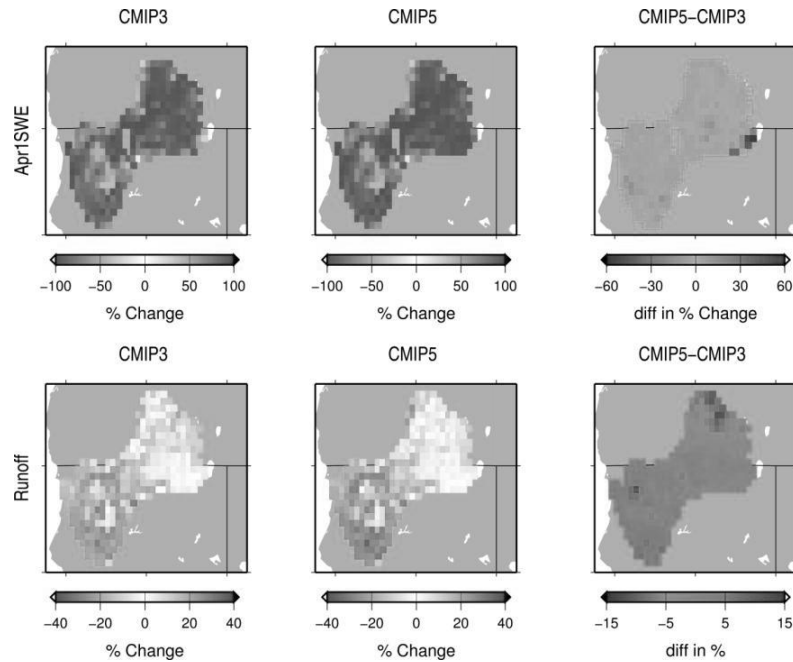 CMIP3 CMIP5 CMIP5−CMIP3
Apr1SWE
−100 −50 0 50 100 −100 −50 0 50 100 −60 −30 0 30 60
% Change % Change diff in % Change
CMIP3 CMIP5 CMIP5−CMIP3
Runoff
−40 −20 0 20 40 −40 −20 0 20 40 −15 −10 −5 0 5 15
% Change % Change diff in %